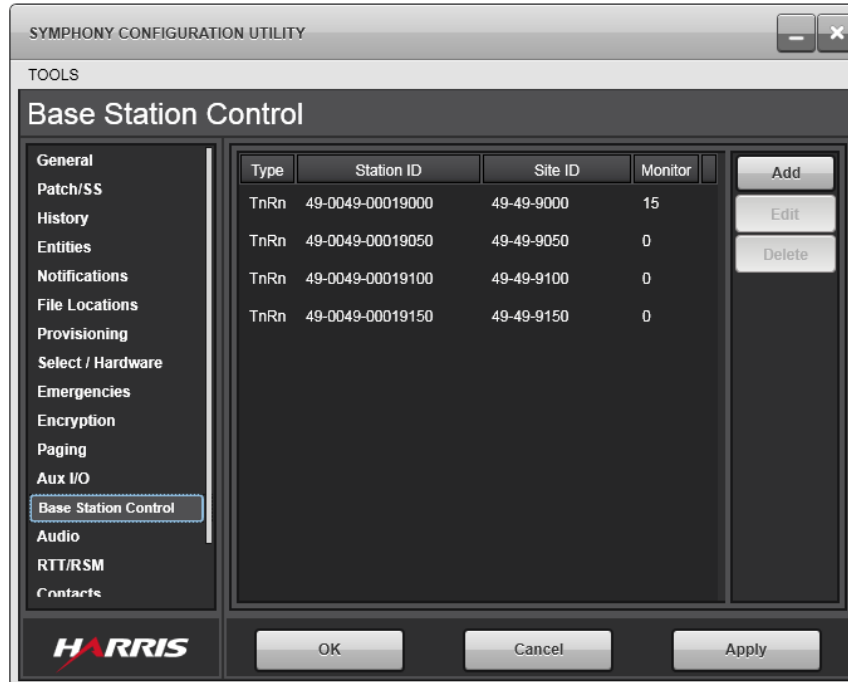 SYMPHONY CONFIGURATION UTILITY
TOOLS
Base Station Control
General
Patch/SS
History
Entities
Notifications
File Locations
Provisioning
Select / Hardware
Emergencies
Encryption
Paging
Aux I/O
Base Station Control
Audio
RTT/RSM
Contacts
Type Station ID Site ID Monitor
TnRn 49-0049-00019000 49-49-9000 15
TnRn 49-0049-00019050 49-49-9050 0
TnRn 49-0049-00019100 49-49-9100 0
TnRn 49-0049-00019150 49-49-9150 0
Add
Edit
Delete
HARRIS
OK Cancel Apply